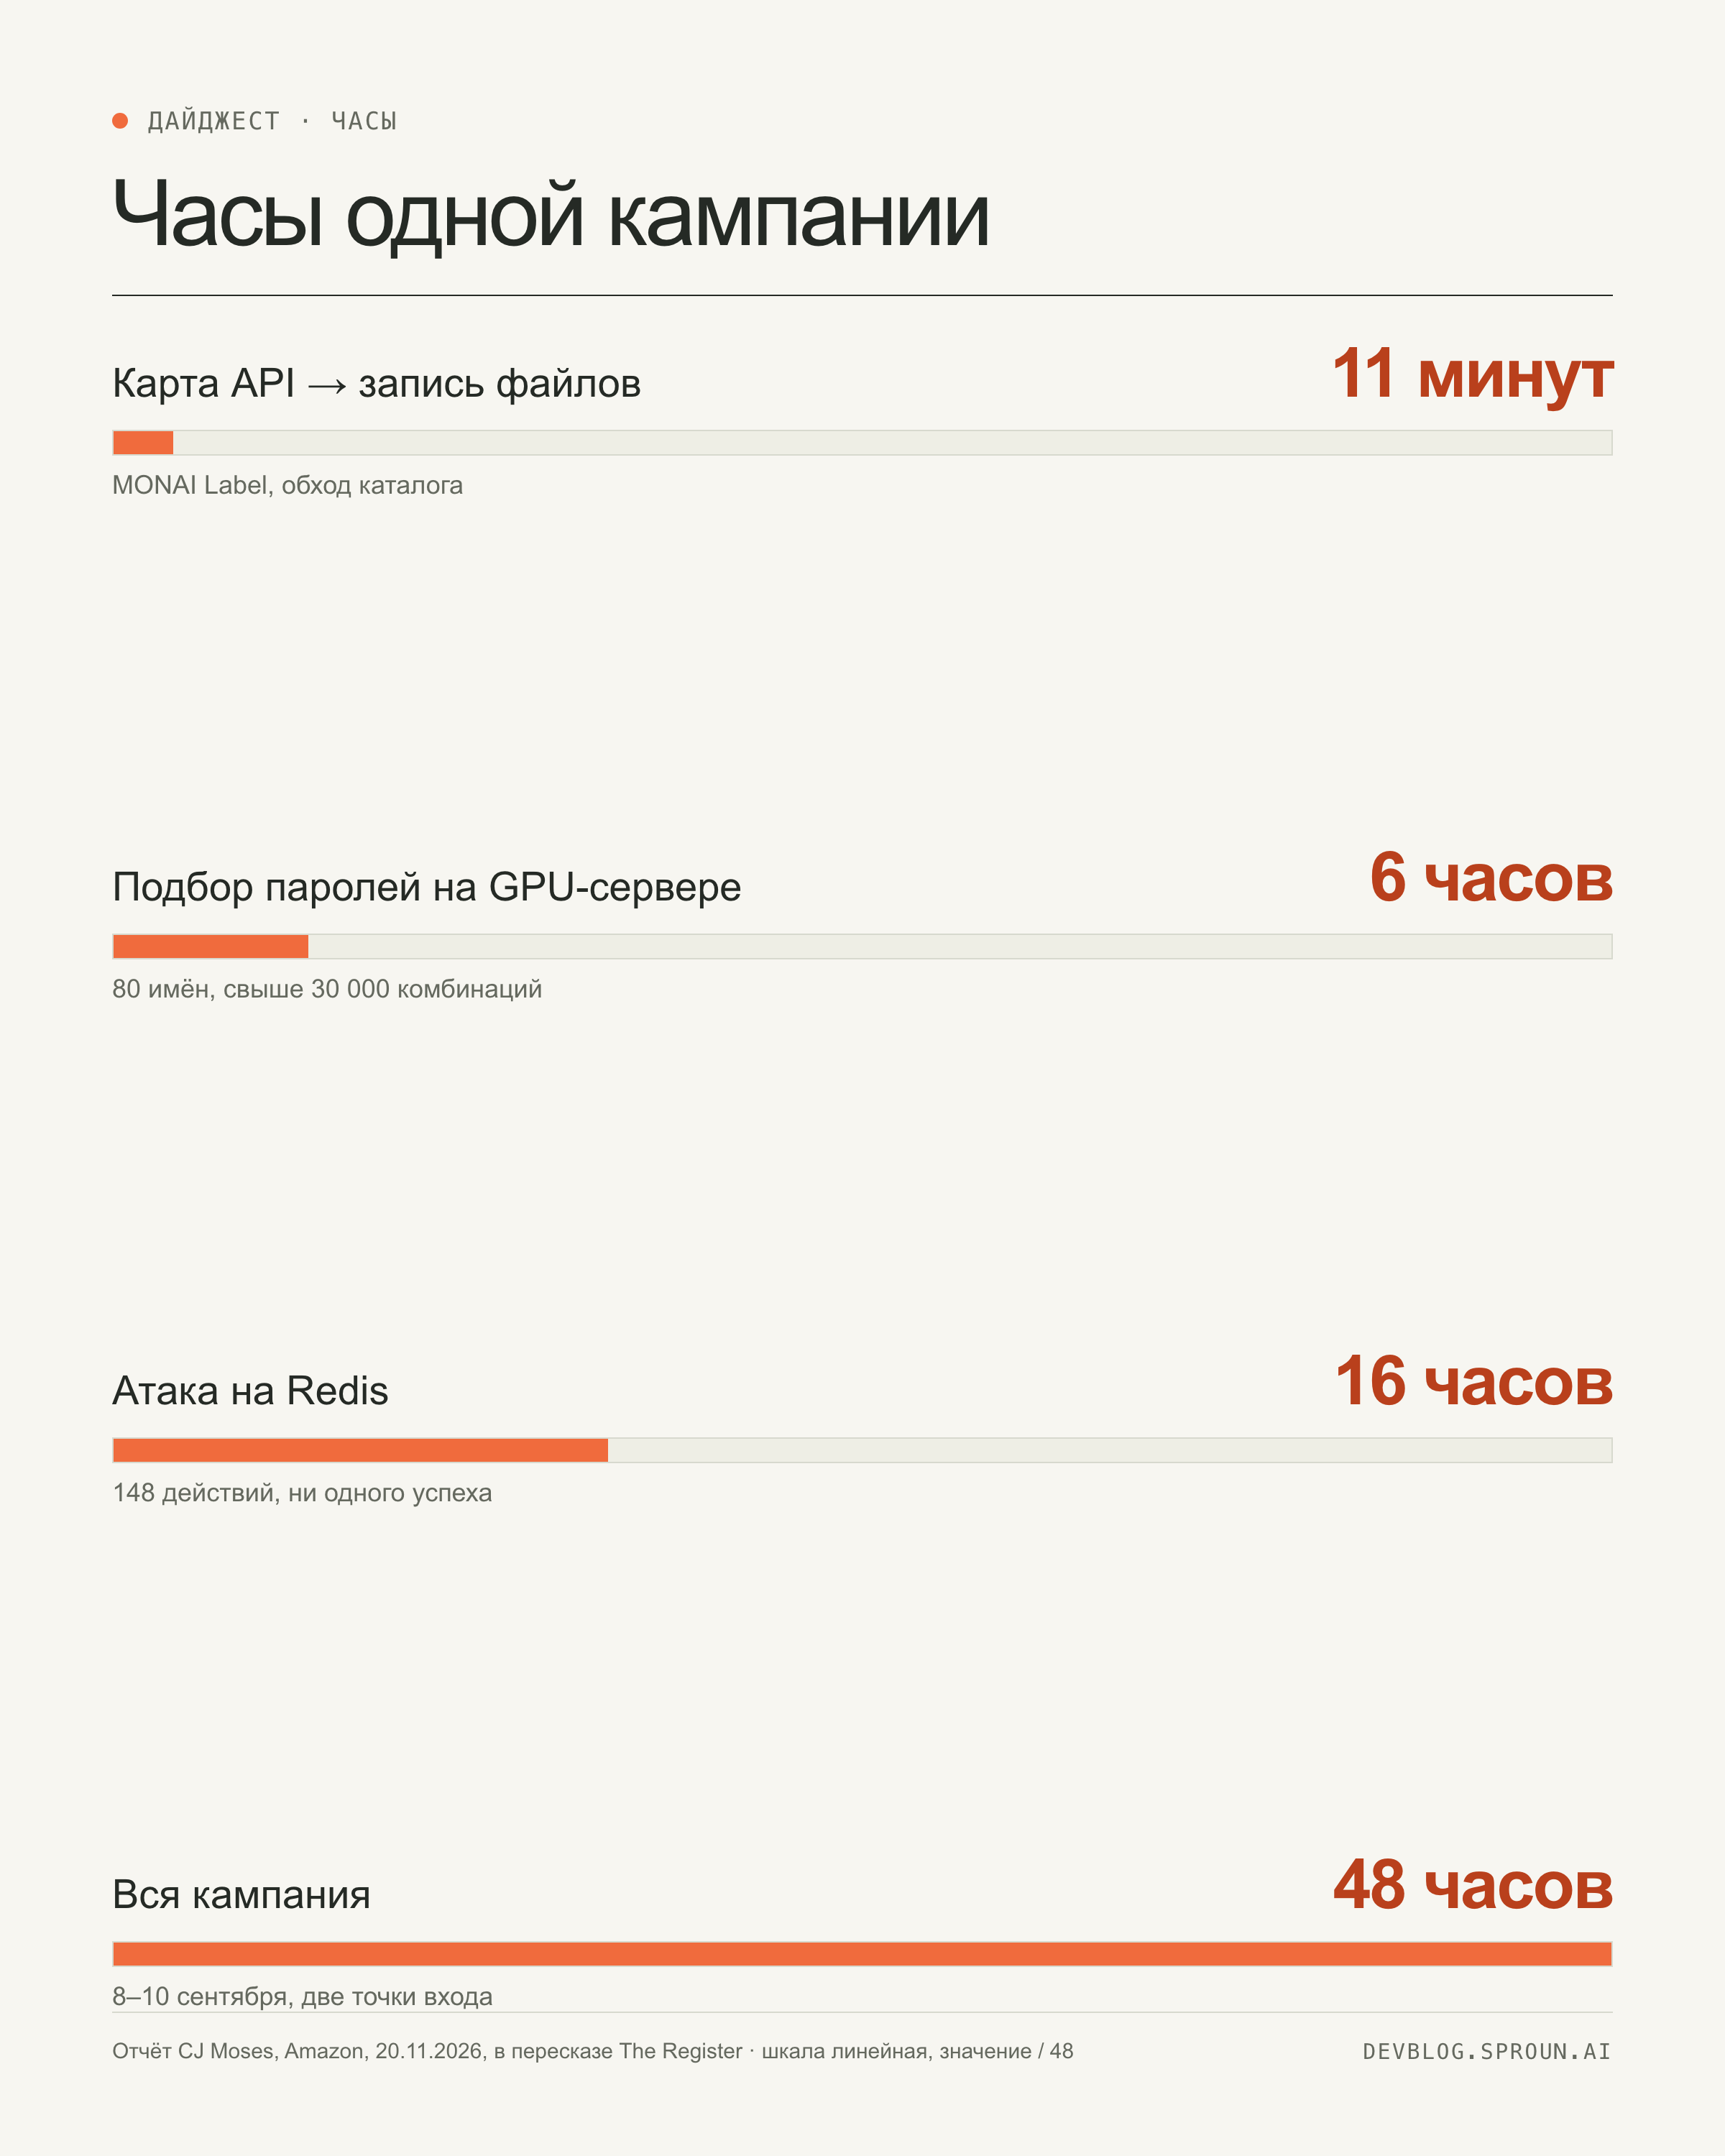 ДАЙДЖЕСТ · ЧАСЫ
Часы одной кампании
Карта API → запись файлов
11 минут
MONAI Label, обход каталога
Подбор паролей на GPU-сервере
6 часов
80 имён, свыше 30 000 комбинаций
Атака на Redis
16 часов
148 действий, ни одного успеха
Вся кампания
48 часов
8–10 сентября, две точки входа
Отчёт CJ Moses, Amazon, 20.11.2026, в пересказе The Register · шкала линейная, значение / 48
DEVBLOG.SPROUN.AI